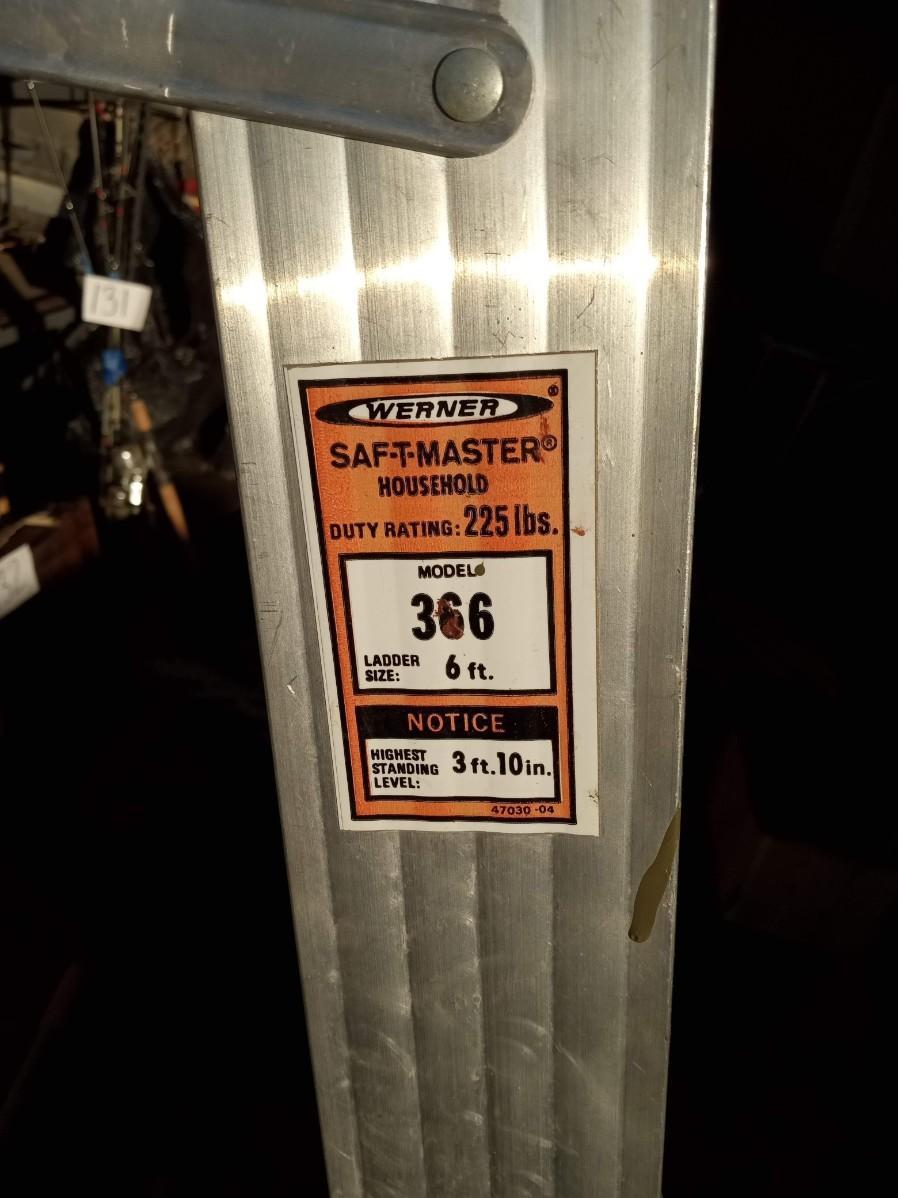 131
WERNER ®
SAF-T-MASTER®
HOUSEHOLD
DUTY RATING: 225 lbs.
MODEL
366
LADDER SIZE: 6 ft.
NOTICE
HIGHEST STANDING LEVEL: 3 ft. 10 in.
47030-04